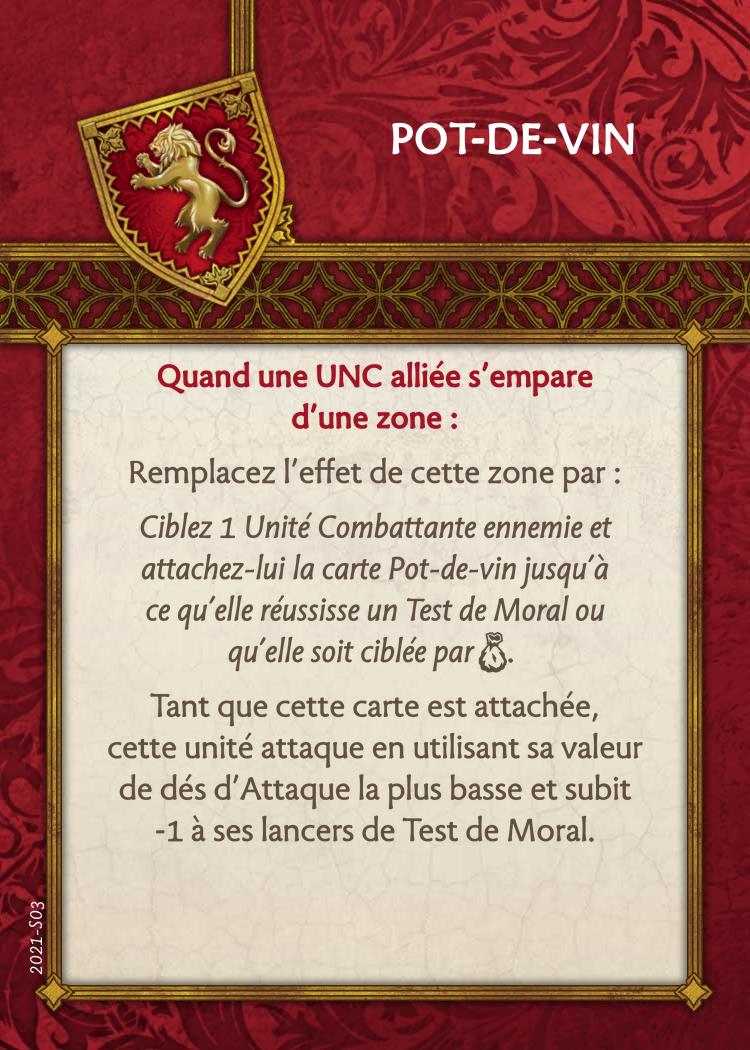 POT-DE-VIN
Quand une UNC alliée s’empare
d’une zone :
Remplacez l’effet de cette zone par :
Ciblez 1 Unité Combattante ennemie et
attachez-lui la carte Pot-de-vin jusqu’à
ce qu’elle réussisse un Test de Moral ou
qu’elle soit ciblée par .
Tant que cette carte est attachée,
cette unité attaque en utilisant sa valeur
de dés d’Attaque la plus basse et subit
-1 à ses lancers de Test de Moral.
2021-S03